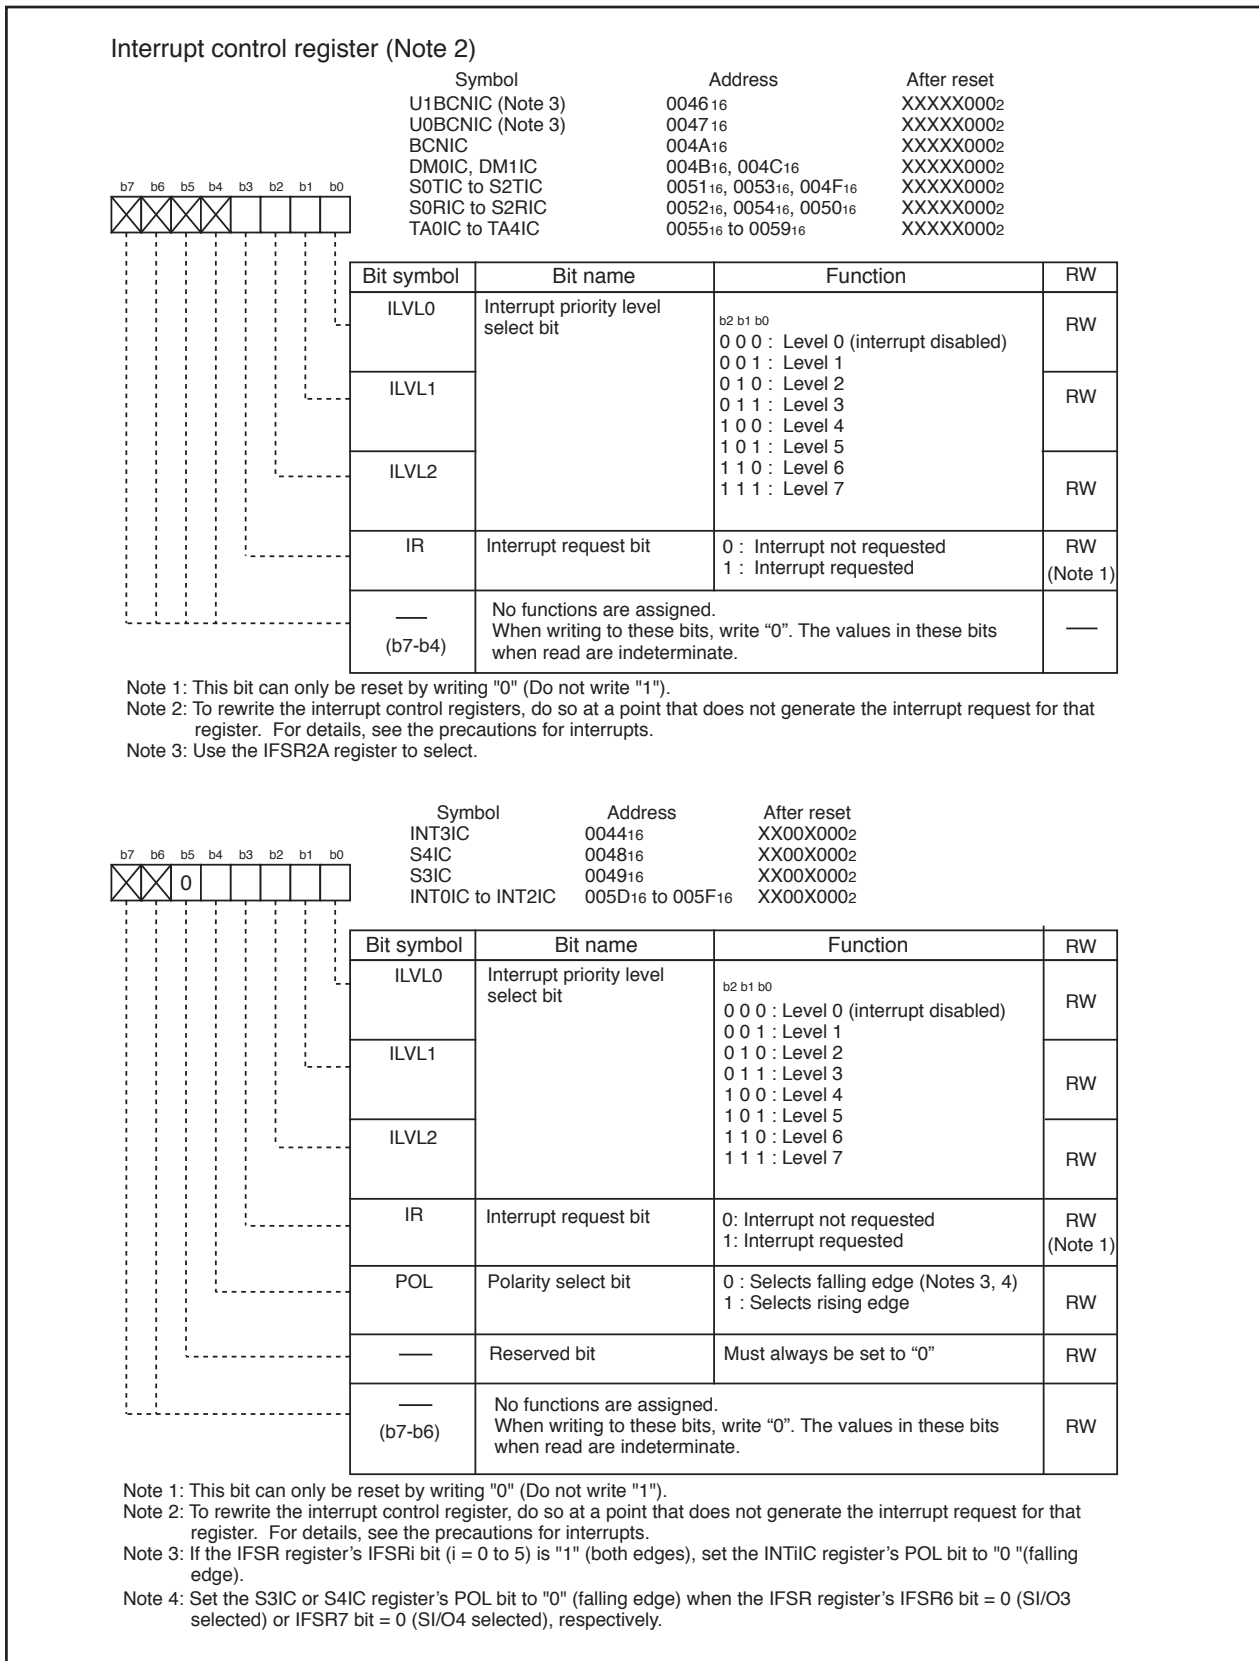 Interrupt control register (Note 2)
Symbol Address After reset
U1BCNIC (Note 3) 004616 XXXXX0002
U0BCNIC (Note 3) 004716 XXXXX0002
BCNIC 004A16 XXXXX0002
DM0IC, DM1IC 004B16, 004C16 XXXXX0002
S0TIC to S2TIC 005116, 005316, 004F16 XXXXX0002
S0RIC to S2RIC 005216, 005416, 005016 XXXXX0002
TA0IC to TA4IC 005516 to 005916 XXXXX0002
b7 b6 b5 b4 b3 b2 b1 b0
Bit symbol Bit name Function RW
ILVL0 Interrupt priority level
select bit
b2 b1 b0
0 0 0 : Level 0 (interrupt disabled)
0 0 1 : Level 1
0 1 0 : Level 2
0 1 1 : Level 3
1 0 0 : Level 4
1 0 1 : Level 5
1 1 0 : Level 6
1 1 1 : Level 7
RW
ILVL1 RW
ILVL2 RW
IR Interrupt request bit 0 : Interrupt not requested RW
1 : Interrupt requested (Note 1)
—
(b7-b4)
No functions are assigned.
When writing to these bits, write “0”. The values in these bits
when read are indeterminate.
—
Note 1: This bit can only be reset by writing "0" (Do not write "1").
Note 2: To rewrite the interrupt control registers, do so at a point that does not generate the interrupt request for that
register. For details, see the precautions for interrupts.
Note 3: Use the IFSR2A register to select.
Symbol Address After reset
INT3IC 004416 XX00X0002
S4IC 004816 XX00X0002
S3IC 004916 XX00X0002
INT0IC to INT2IC 005D16 to 005F16 XX00X0002
b7 b6 b5 b4 b3 b2 b1 b0
0
Bit symbol Bit name Function RW
ILVL0 Interrupt priority level
select bit
b2 b1 b0
0 0 0 : Level 0 (interrupt disabled)
0 0 1 : Level 1
0 1 0 : Level 2
0 1 1 : Level 3
1 0 0 : Level 4
1 0 1 : Level 5
1 1 0 : Level 6
1 1 1 : Level 7
RW
ILVL1 RW
ILVL2 RW
IR Interrupt request bit 0: Interrupt not requested RW
1: Interrupt requested (Note 1)
POL Polarity select bit 0 : Selects falling edge (Notes 3, 4)
1 : Selects rising edge RW
— Reserved bit Must always be set to “0” RW
—
(b7-b6)
No functions are assigned.
When writing to these bits, write “0”. The values in these bits
when read are indeterminate.
RW
Note 1: This bit can only be reset by writing "0" (Do not write "1").
Note 2: To rewrite the interrupt control register, do so at a point that does not generate the interrupt request for that
register. For details, see the precautions for interrupts.
Note 3: If the IFSR register’s IFSRi bit (i = 0 to 5) is "1" (both edges), set the INTiIC register’s POL bit to "0 "(falling
edge).
Note 4: Set the S3IC or S4IC register’s POL bit to "0" (falling edge) when the IFSR register’s IFSR6 bit = 0 (SI/O3
selected) or IFSR7 bit = 0 (SI/O4 selected), respectively.